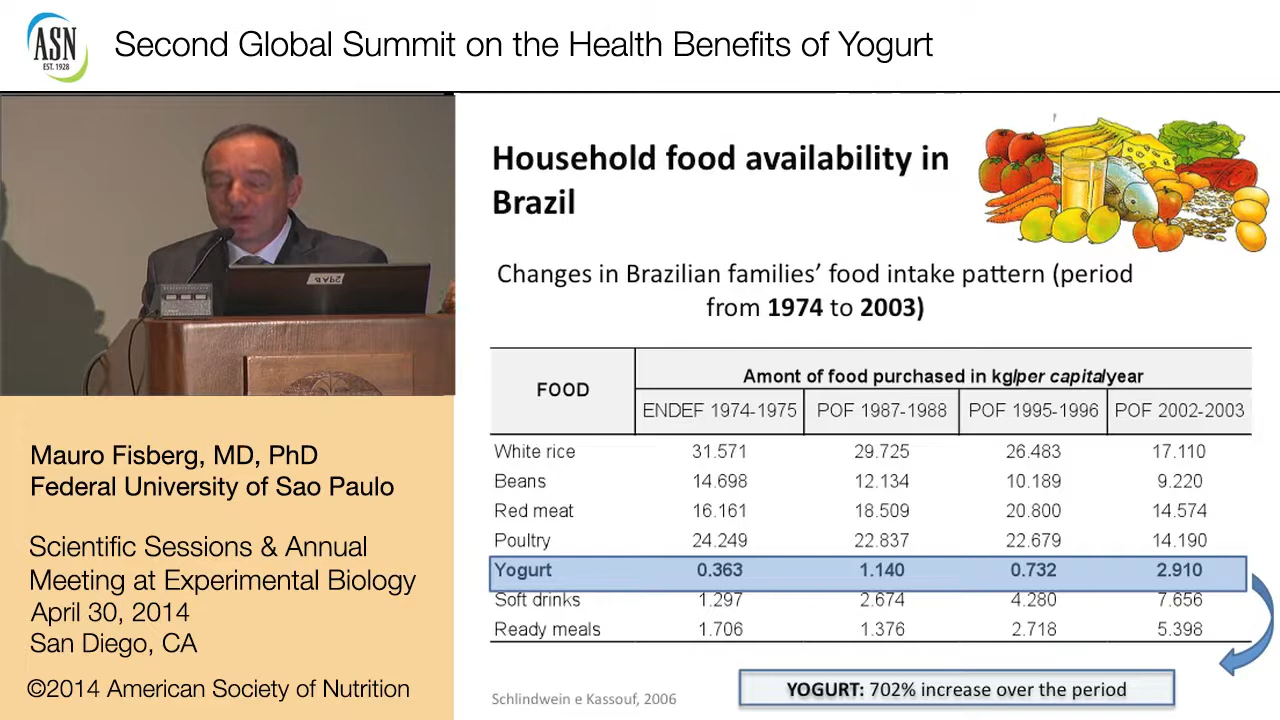 ASN
EST. 1928
Second Global Summit on the Health Benefits of Yogurt
Mauro Fisberg, MD, PhD
Federal University of Sao Paulo
Scientific Sessions & Annual
Meeting at Experimental Biology
April 30, 2014
San Diego, CA
©2014 American Society of Nutrition
Household food availability in
Brazil
Changes in Brazilian families’ food intake pattern (period
from 1974 to 2003)
FOOD
Amont of food purchased in kg/per capita/year
ENDEF 1974-1975 POF 1987-1988 POF 1995-1996 POF 2002-2003
White rice 31.571 29.725 26.483 17.110
Beans 14.698 12.134 10.189 9.220
Red meat 16.161 18.509 20.800 14.574
Poultry 24.249 22.837 22.679 14.190
Yogurt 0.363 1.140 0.732 2.910
Soft drinks 1.297 2.674 4.280 7.656
Ready meals 1.706 1.376 2.718 5.398
Schlindwein e Kassouf, 2006
YOGURT: 702% increase over the period